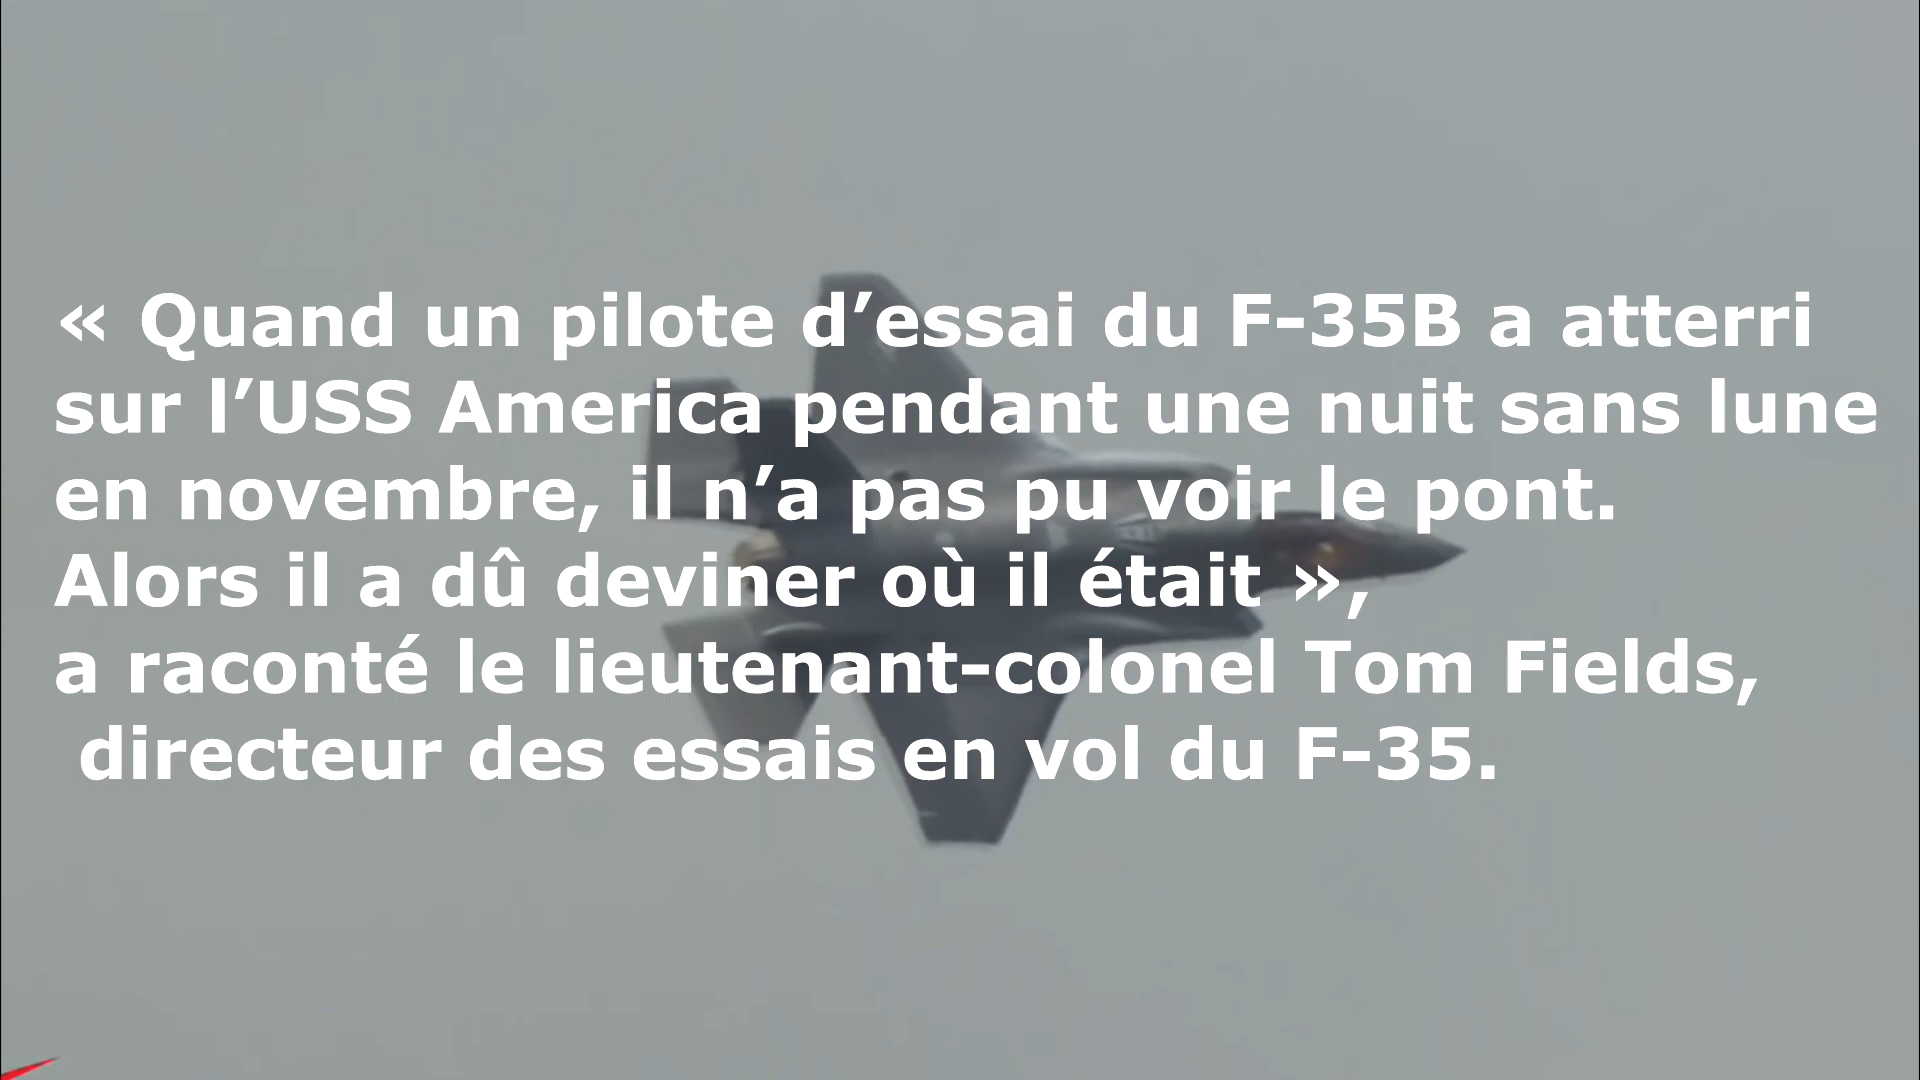 « Quand un pilote d’essai du F-35B a atterri
sur l’USS America pendant une nuit sans lune
en novembre, il n’a pas pu voir le pont.
Alors il a dû deviner où il était »,
a raconté le lieutenant-colonel Tom Fields,
directeur des essais en vol du F-35.